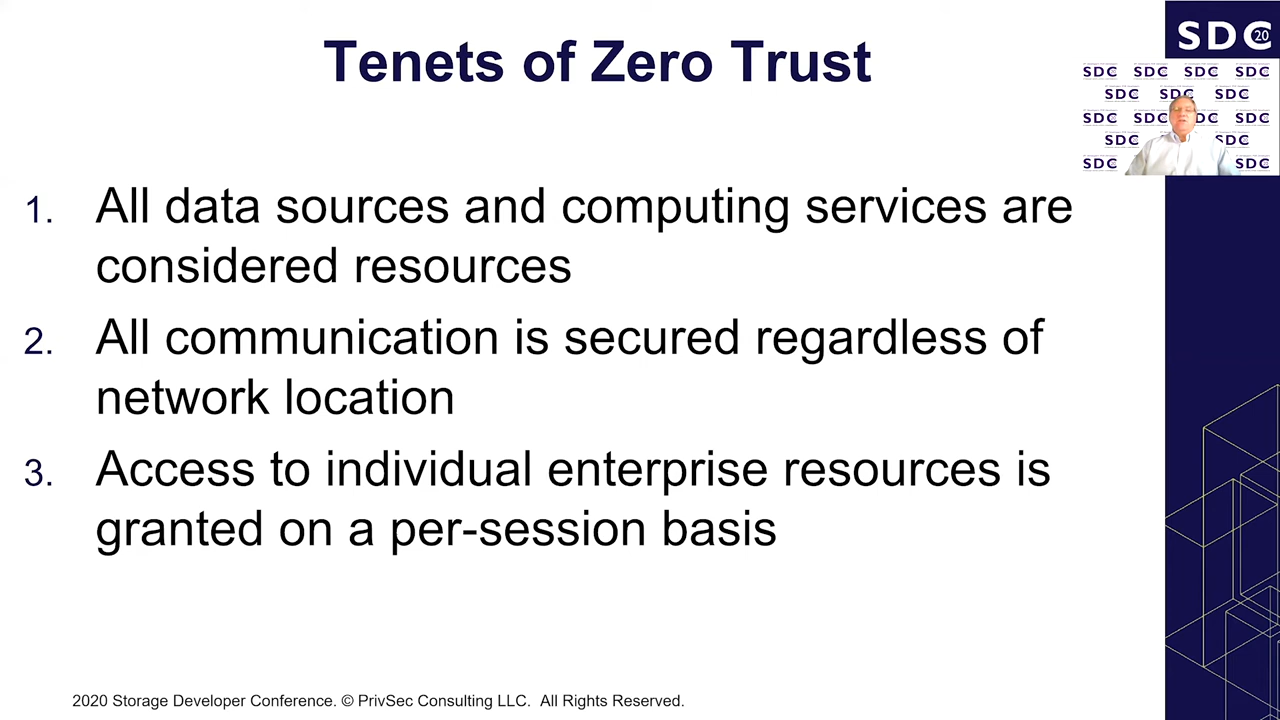 Tenets of Zero Trust
SDC 20
SDC SDC SDC SDC
SDC SDC SDC
SDC SDC DC SDC
SDC SDC
SDC SDC
1. All data sources and computing services are
considered resources
2. All communication is secured regardless of
network location
3. Access to individual enterprise resources is
granted on a per-session basis
2020 Storage Developer Conference. © PrivSec Consulting LLC. All Rights Reserved.